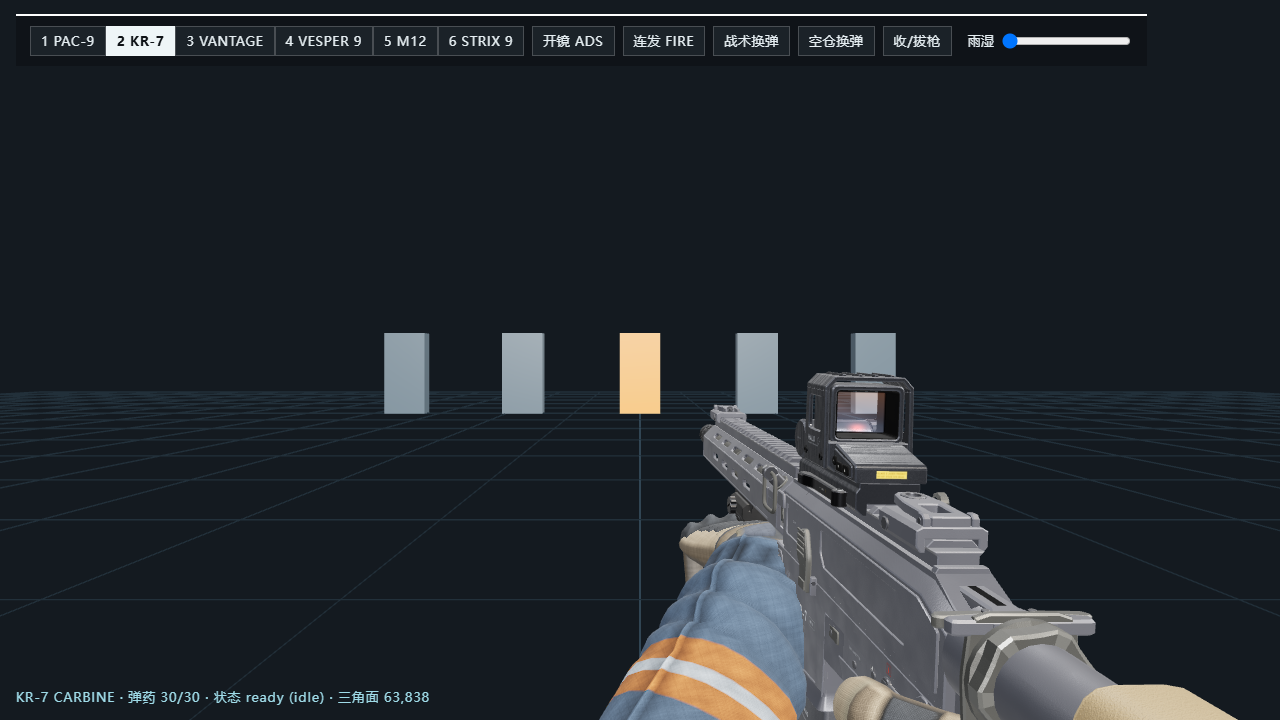 1 PAC-9 2 KR-7 3 VANTAGE 4 VESPER 9 5 M12 6 STRIX 9 开镜 ADS 连发 FIRE 战术换弹 空仓换弹 收/拔枪 雨湿
KR-7 CARBINE · 弹药 30/30 · 状态 ready (idle) · 三角面 63,838